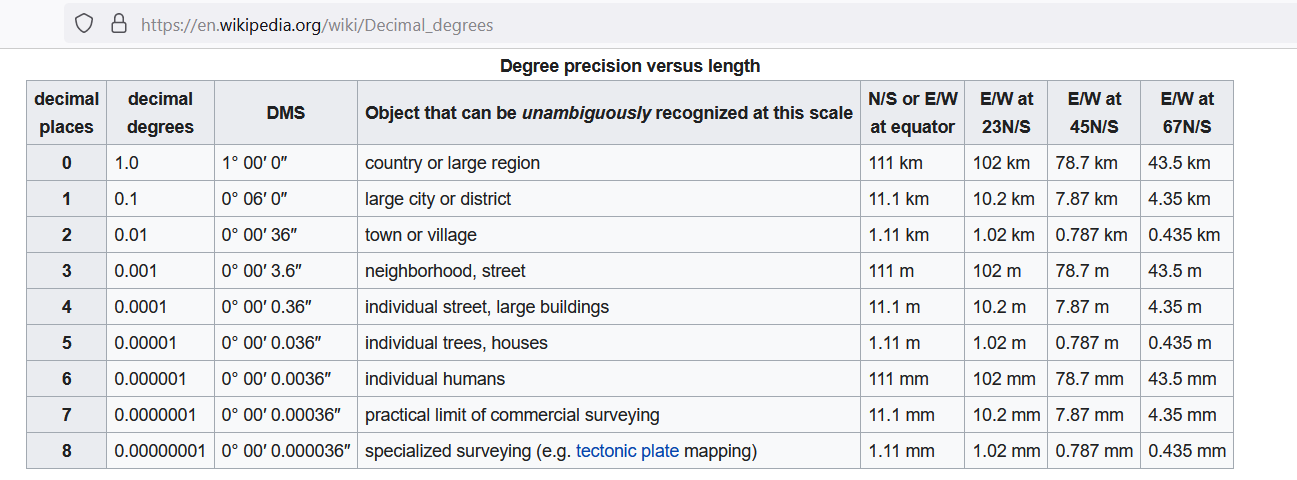 https://en.wikipedia.org/wiki/Decimal_degrees
Degree precision versus length
decimal places decimal degrees DMS Object that can be unambiguously recognized at this scale N/S or E/W at equator E/W at 23N/S E/W at 45N/S E/W at 67N/S
0 1.0 1° 00′ 0″ country or large region 111 km 102 km 78.7 km 43.5 km
1 0.1 0° 06′ 0″ large city or district 11.1 km 10.2 km 7.87 km 4.35 km
2 0.01 0° 00′ 36″ town or village 1.11 km 1.02 km 0.787 km 0.435 km
3 0.001 0° 00′ 3.6″ neighborhood, street 111 m 102 m 78.7 m 43.5 m
4 0.0001 0° 00′ 0.36″ individual street, large buildings 11.1 m 10.2 m 7.87 m 4.35 m
5 0.00001 0° 00′ 0.036″ individual trees, houses 1.11 m 1.02 m 0.787 m 0.435 m
6 0.000001 0° 00′ 0.0036″ individual humans 111 mm 102 mm 78.7 mm 43.5 mm
7 0.0000001 0° 00′ 0.00036″ practical limit of commercial surveying 11.1 mm 10.2 mm 7.87 mm 4.35 mm
8 0.00000001 0° 00′ 0.000036″ specialized surveying (e.g. tectonic plate mapping) 1.11 mm 1.02 mm 0.787 mm 0.435 mm